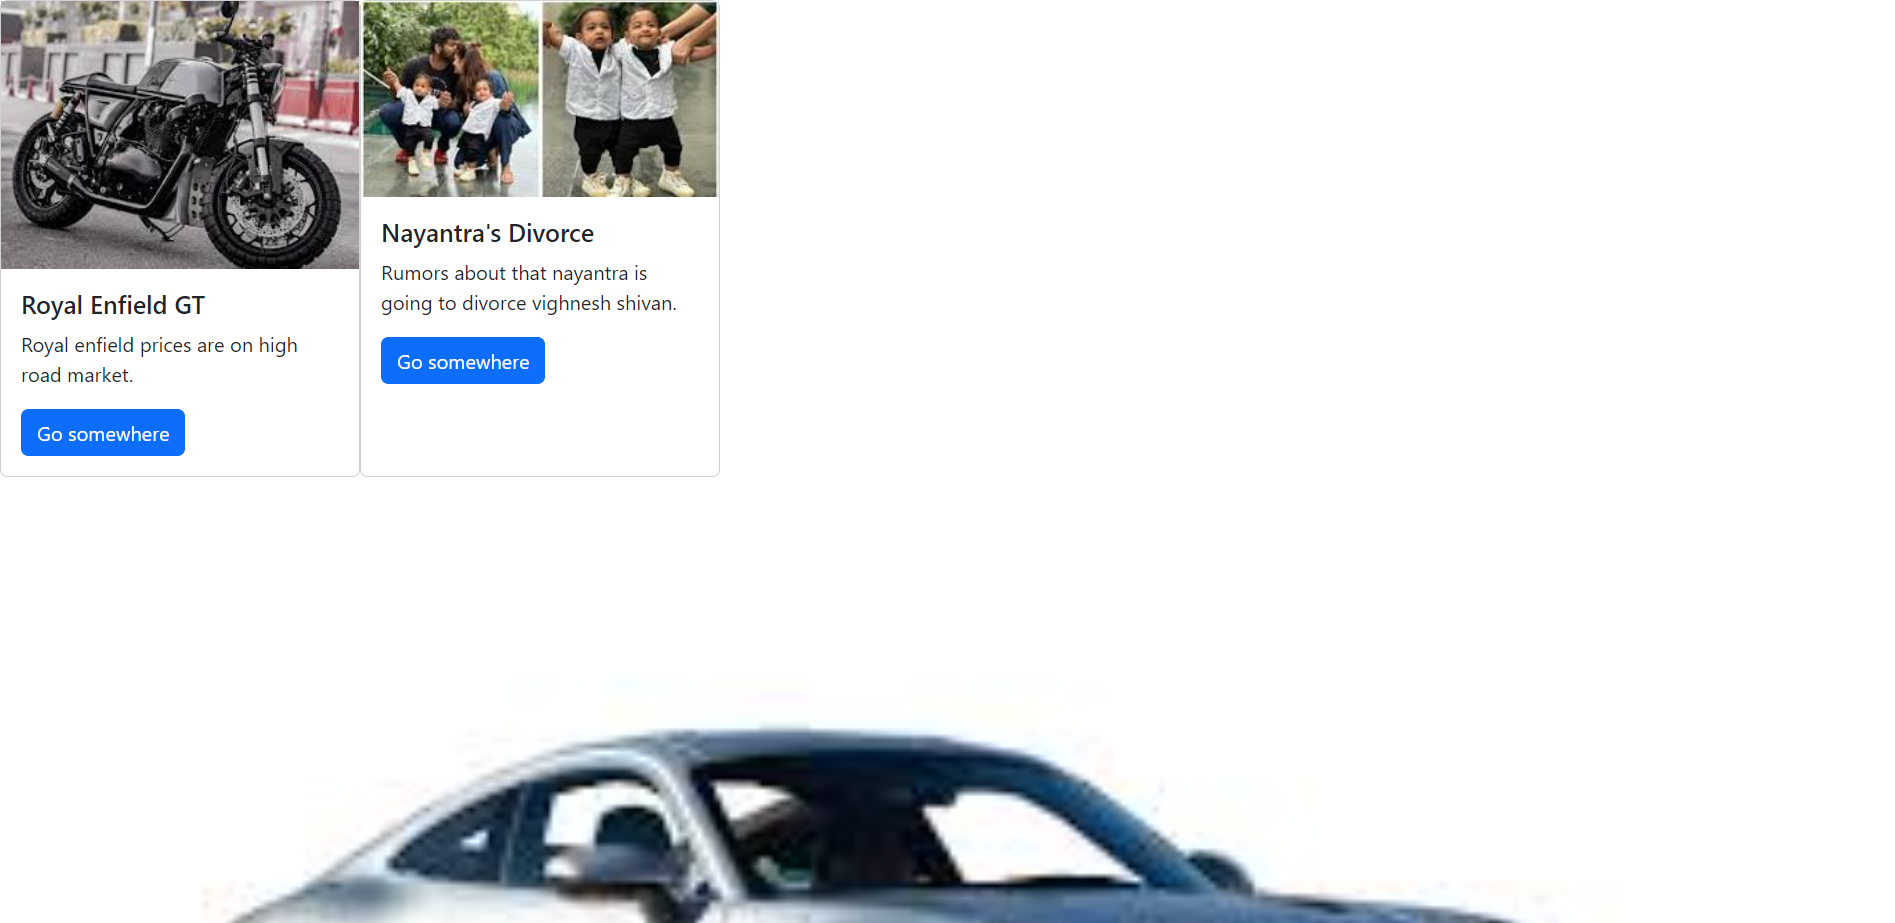 Royal Enfield GT
Royal enfield prices are on high
road market.
Go somewhere
Nayantra's Divorce
Rumors about that nayantra is
going to divorce vighnesh shivan.
Go somewhere